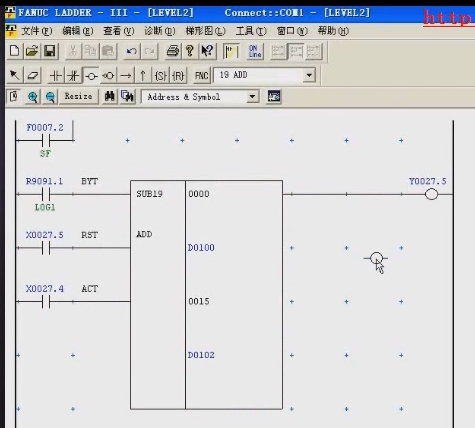 FANUC LADDER - III - [LEVEL2] Connect::COM1 - [LEVEL2]
http
文件(F) 编辑(E) 查看(V) 诊断(D) 梯形图(L) 工具(T) 窗口(W) 帮助(H)
ON Line
(S) (R) FNC 19 ADD
Resize Address & Symbol
F0007.2
SF
R9091.1 BYT SUB19 0000 Y0027.5
LOG1
X0027.5 RST ADD
D0100
X0027.4 ACT 0015
D0102